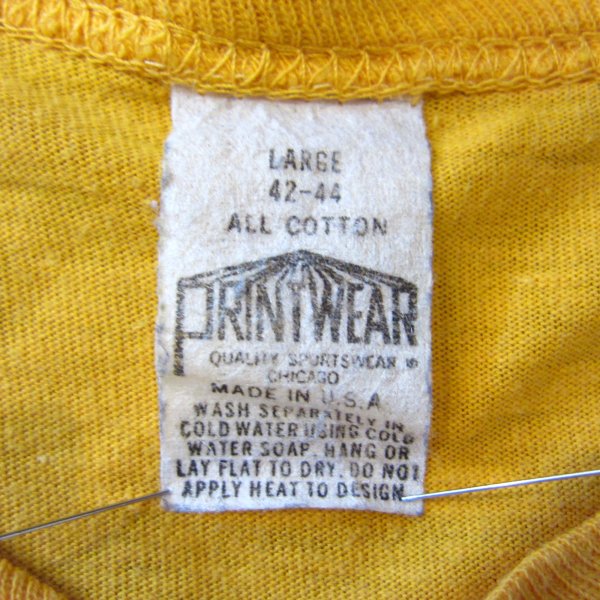 LARGE
42-44
ALL COTTON
PRINTWEAR
QUALITY SPORTSWEAR
CHICAGO
MADE IN U.S.A
WASH SEPARATELY IN
COLD WATER USING COLD
WATER SOAP. HANG OR
LAY FLAT TO DRY. DO NOT
APPLY HEAT TO DESIGN